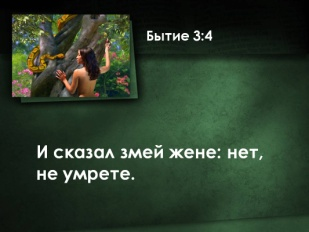 Бытие 3:4
И сказал змей жене: нет,
не умрете.